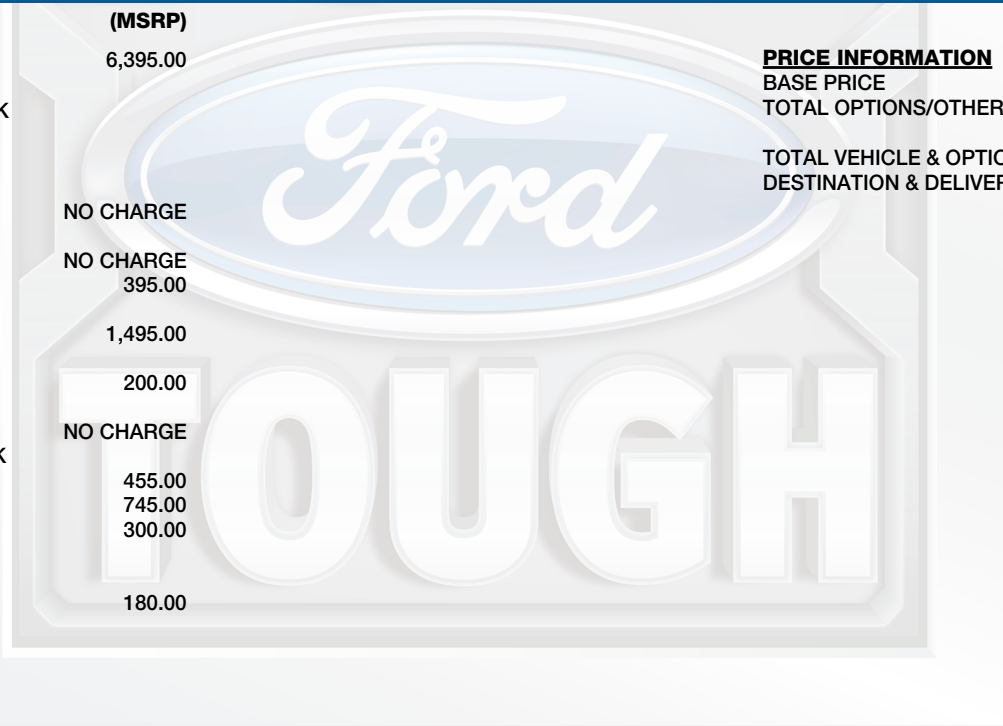 (MSRP)
6,395.00
K
NO CHARGE
NO CHARGE
395.00
1,495.00
200.00
NO CHARGE
K
455.00
745.00
300.00
180.00
PRICE INFORMATION
BASE PRICE
TOTAL OPTIONS/OTHER
TOTAL VEHICLE & OPTIO
DESTINATION & DELIVER
Ford
TOUGH